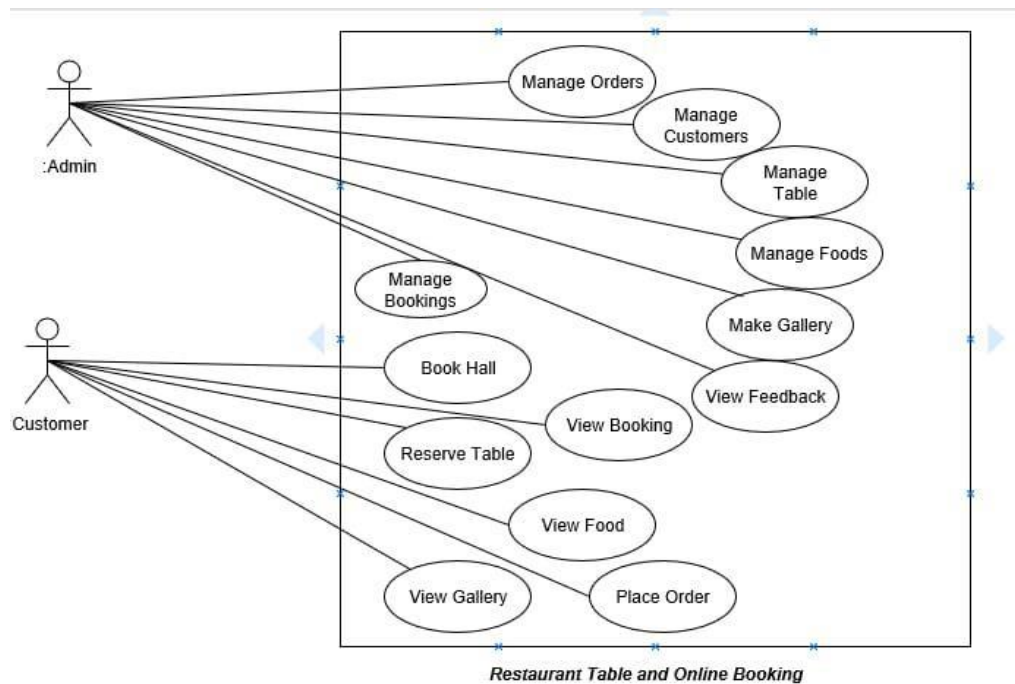 Manage Orders
Manage
Customers
:Admin
Manage
Table
Manage Foods
Manage
Bookings
Make Gallery
Book Hall
View Feedback
Customer
View Booking
Reserve Table
View Food
View Gallery
Place Order
Restaurant Table and Online Booking